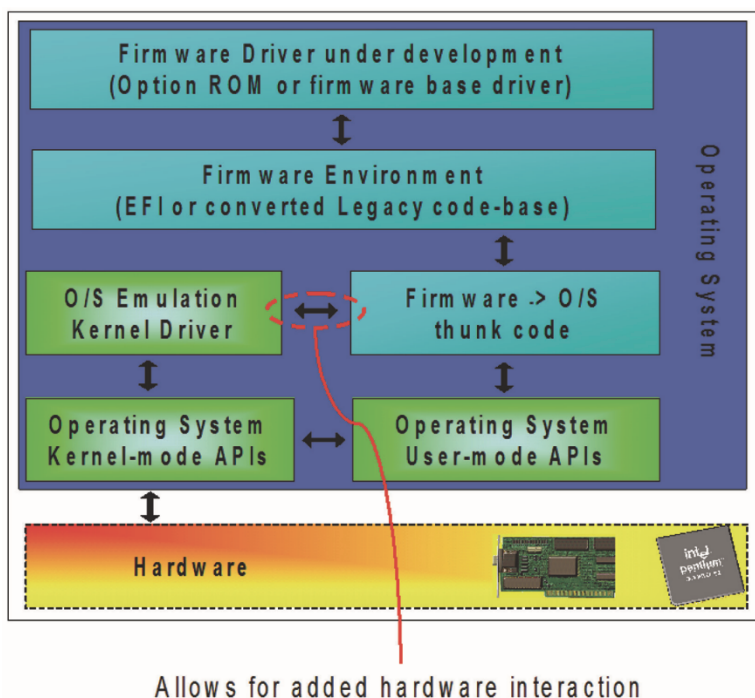 Firmware Driver under development
(Option ROM or firmware base driver)
Firmware Environment
(EFI or converted Legacy code-base)
Operating System
O/S Emulation
Kernel Driver
Firmware -> O/S
thunk code
Operating System
Kernel-mode APIs
Operating System
User-mode APIs
Hardware
intel
pentium
Allows for added hardware interaction